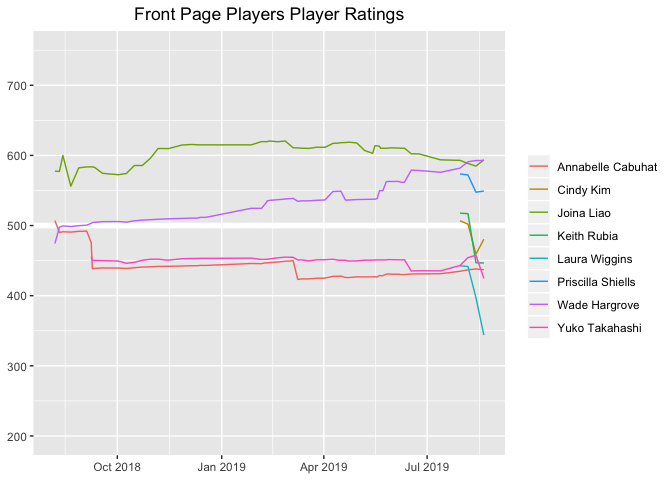 Front Page Players Player Ratings
700
600
500
400
300
200
Oct 2018
Jan 2019
Apr 2019
Jul 2019
Annabelle Cabuhat
Cindy Kim
Joina Liao
Keith Rubia
Laura Wiggins
Priscilla Shiells
Wade Hargrove
Yuko Takahashi